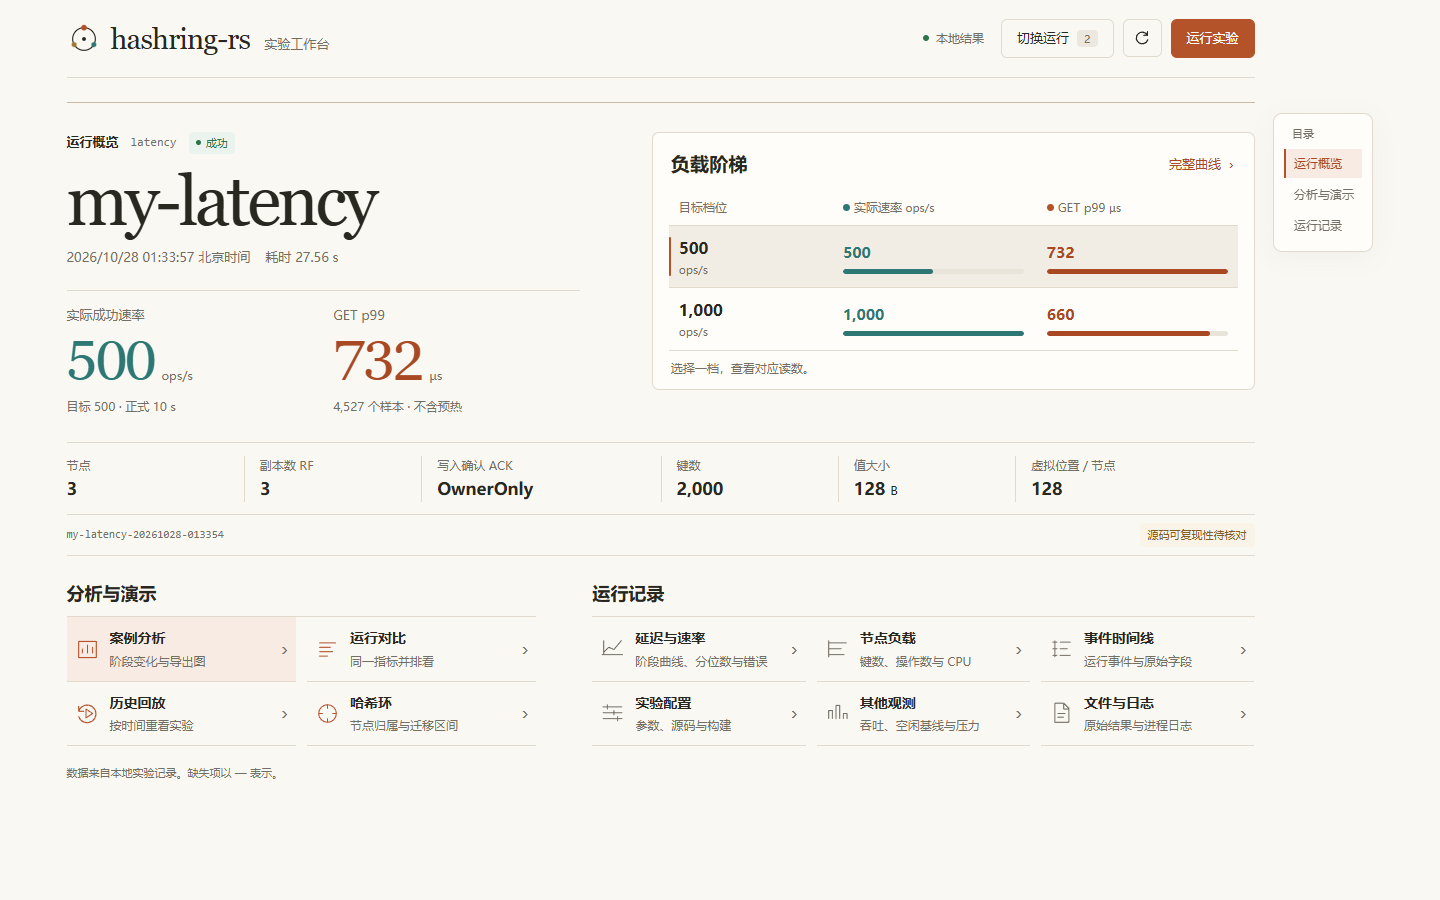 hashring-rs 实验工作台
本地结果
切换运行 2
运行实验
运行概览 latency 成功
my-latency
2026/10/28 01:33:57 北京时间 耗时 27.56 s
实际成功速率
500 ops/s
目标 500 · 正式 10 s
GET p99
732 μs
4,527 个样本 · 不含预热
负载阶梯
完整曲线 ›
目标档位 实际速率 ops/s GET p99 μs
500 ops/s 500 732
1,000 ops/s 1,000 660
选择一档，查看对应读数。
目录
运行概览
分析与演示
运行记录
节点
3
副本数 RF
3
写入确认 ACK
OwnerOnly
键数
2,000
值大小
128 B
虚拟位置 / 节点
128
my-latency-20261028-013354
源码可复现性待核对
分析与演示
案例分析
阶段变化与导出图
运行对比
同一指标并排看
历史回放
按时间重看实验
哈希环
节点归属与迁移区间
运行记录
延迟与速率
阶段曲线、分位数与错误
节点负载
键数、操作数与 CPU
事件时间线
运行事件与原始字段
实验配置
参数、源码与构建
其他观测
吞吐、空闲基线与压力
文件与日志
原始结果与进程日志
数据来自本地实验记录。缺失项以 — 表示。